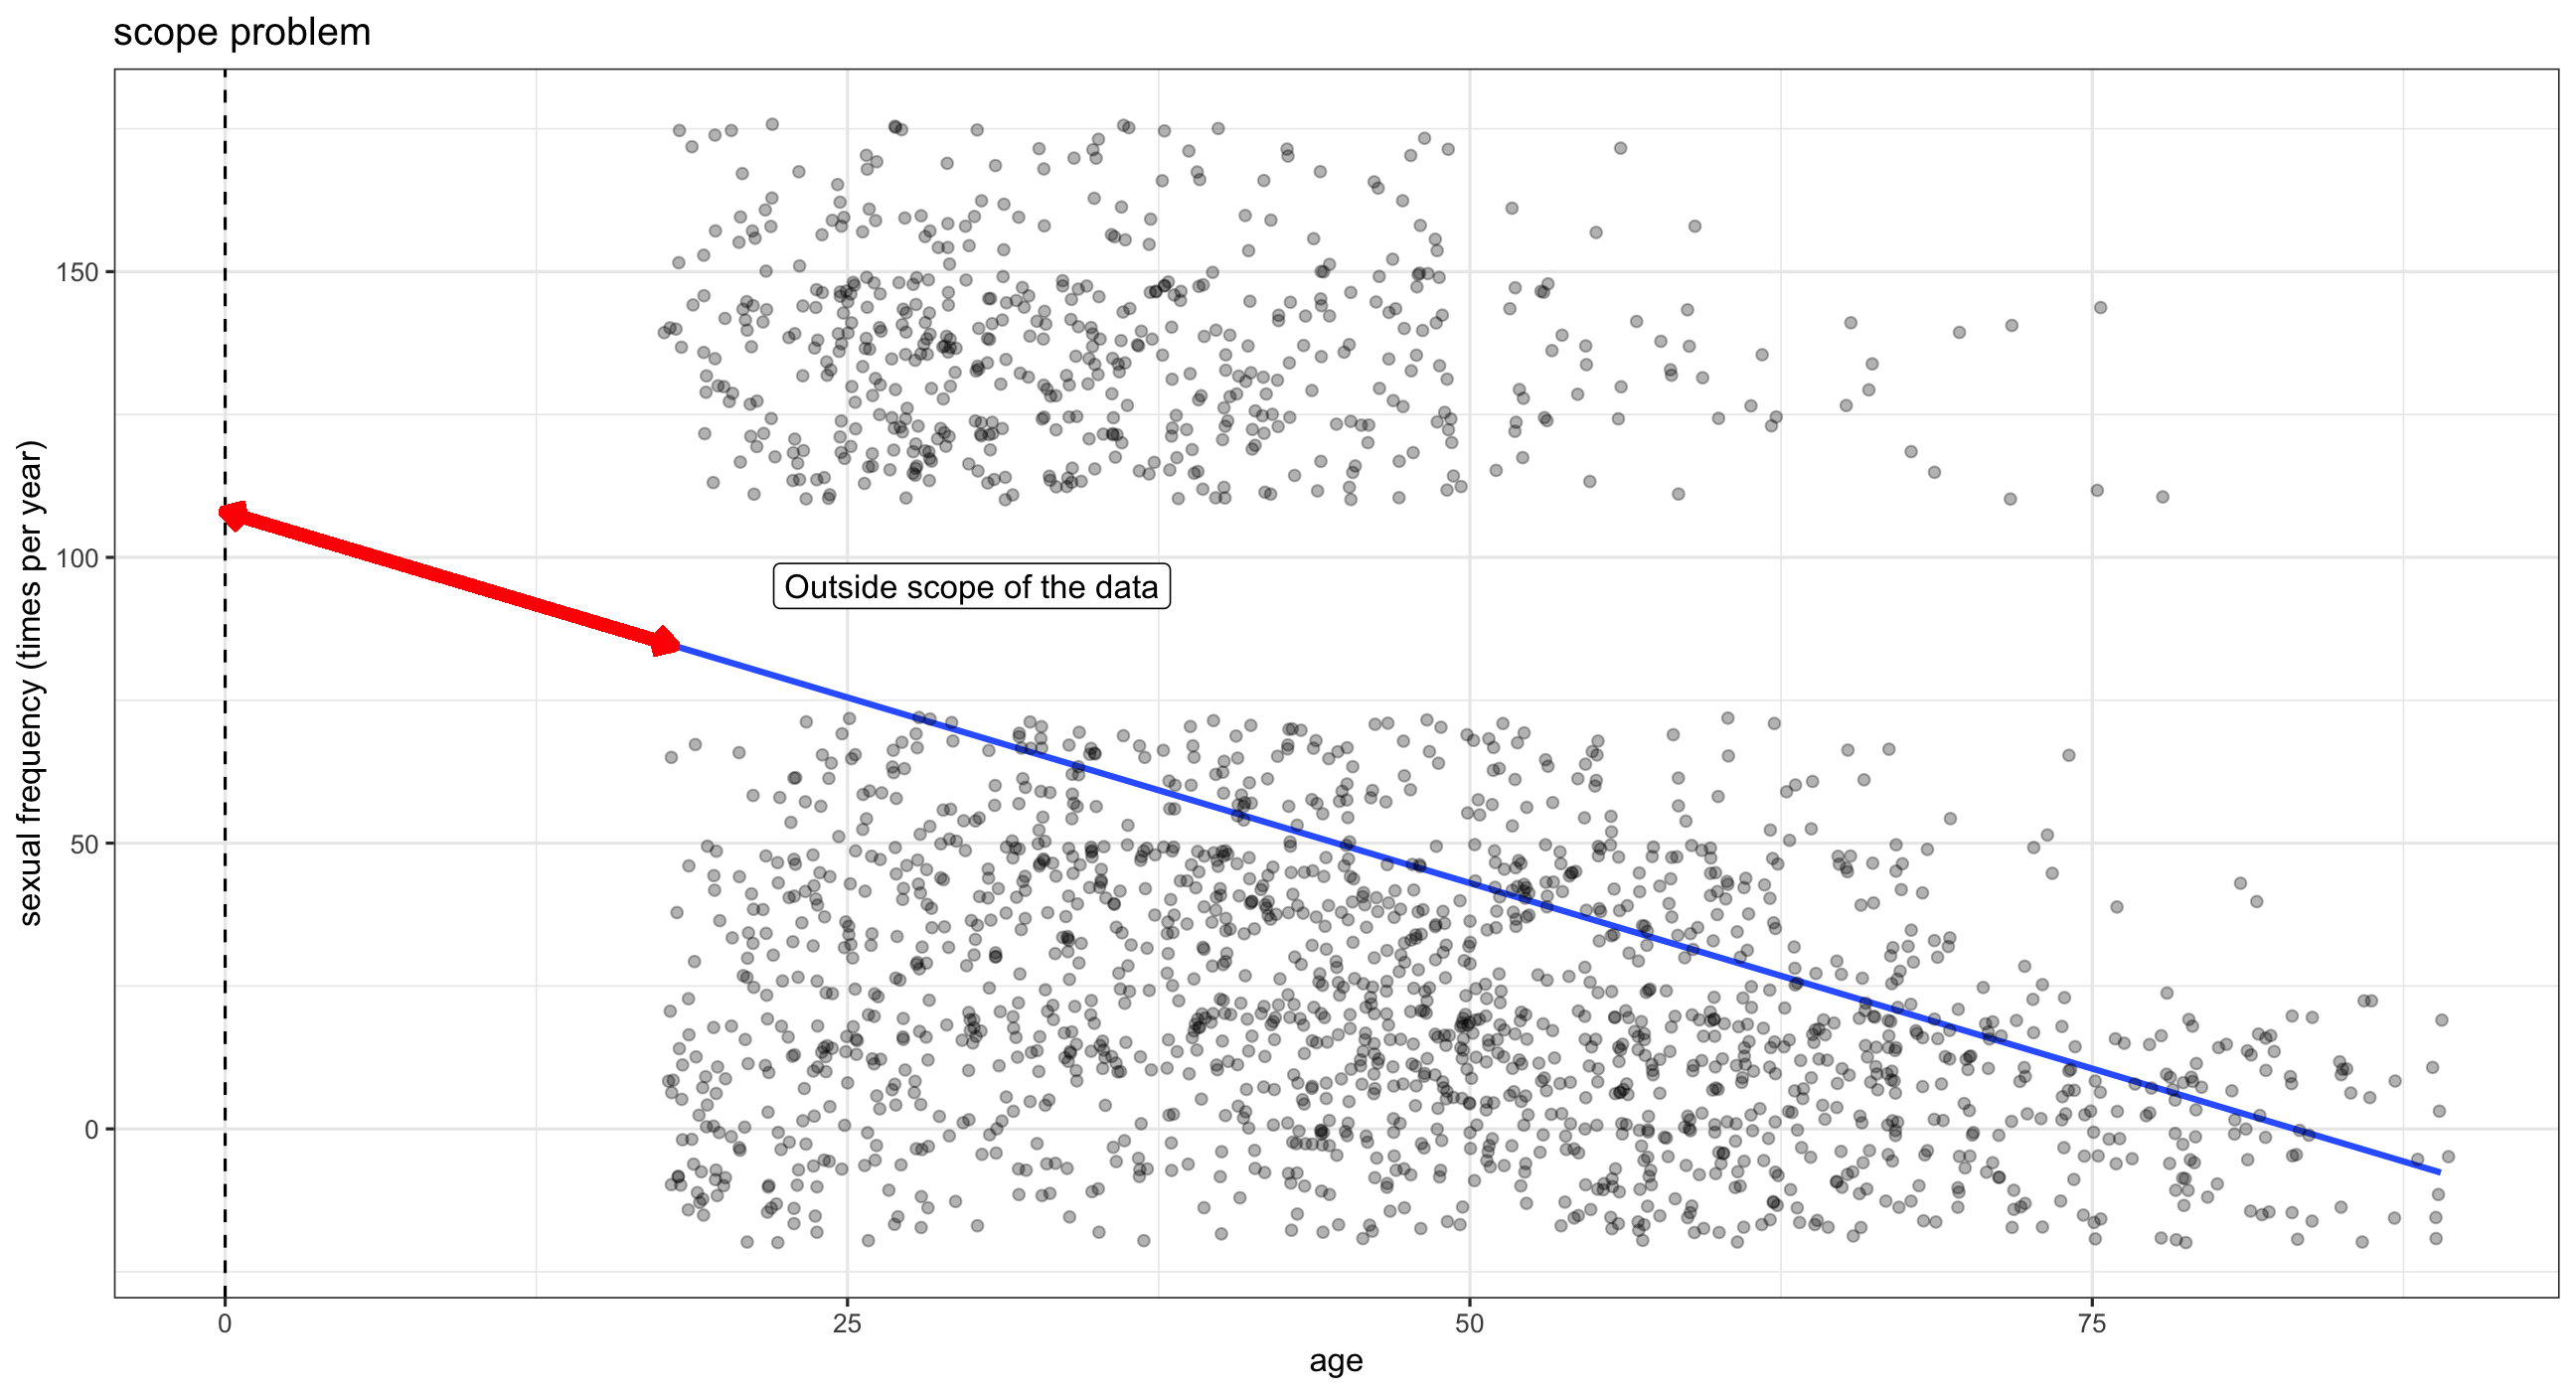 scope problem
sexual frequency (times per year)
150
100
50
0
Outside scope of the data
0
25
50
75
age